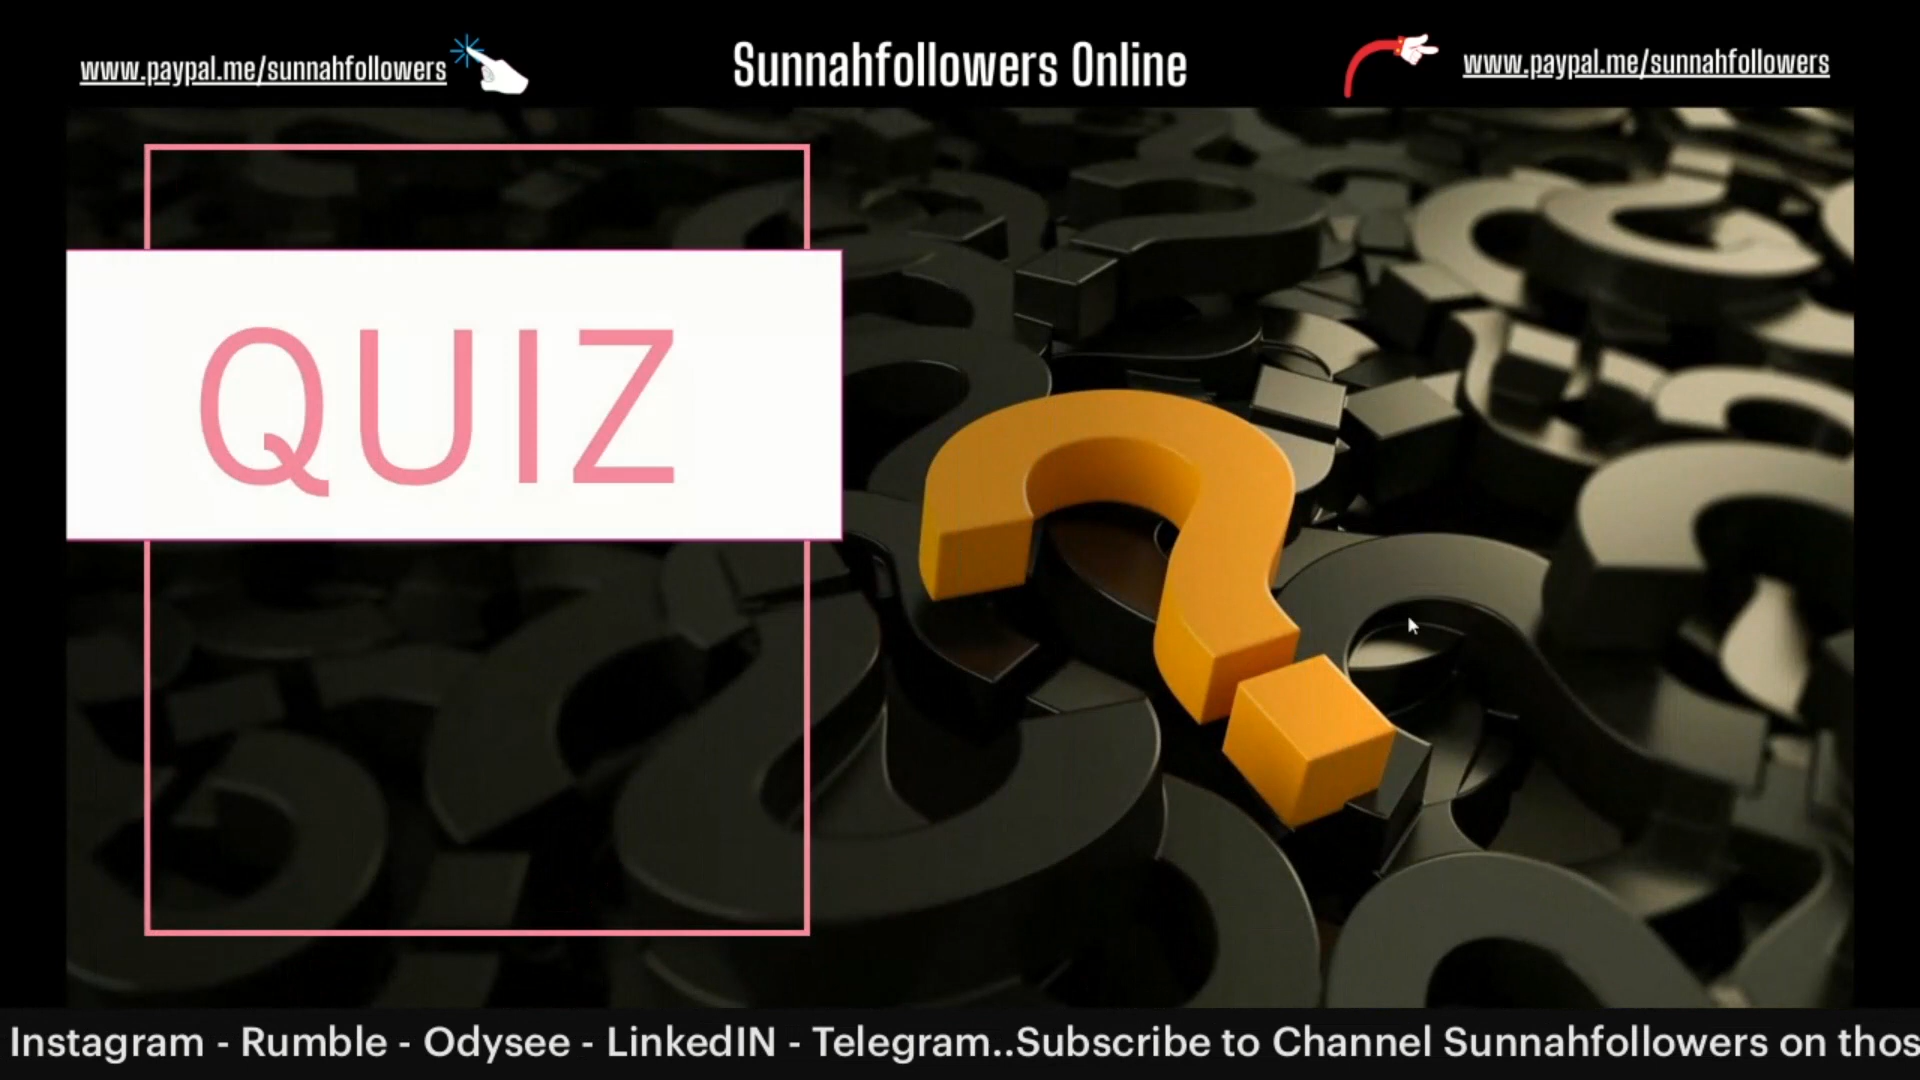 www.paypal.me/sunnahfollowers
Sunnahfollowers Online
www.paypal.me/sunnahfollowers
QUIZ
Instagram - Rumble - Odysee - LinkedIN - Telegram..Subscribe to Channel Sunnahfollowers on thos